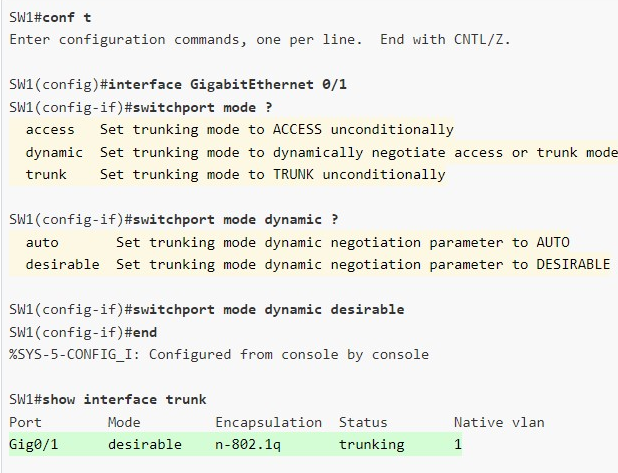 SW1#conf t
Enter configuration commands, one per line.  End with CNTL/Z.
SW1(config)#interface GigabitEthernet 0/1
SW1(config-if)#switchport mode ?
  access   Set trunking mode to ACCESS unconditionally
  dynamic  Set trunking mode to dynamically negotiate access or trunk mode
  trunk    Set trunking mode to TRUNK unconditionally
SW1(config-if)#switchport mode dynamic ?
  auto       Set trunking mode dynamic negotiation parameter to AUTO
  desirable  Set trunking mode dynamic negotiation parameter to DESIRABLE
SW1(config-if)#switchport mode dynamic desirable
SW1(config-if)#end
%SYS-5-CONFIG_I: Configured from console by console
SW1#show interface trunk
Port        Mode         Encapsulation  Status        Native vlan
Gig0/1      desirable    n-802.1q       trunking      1